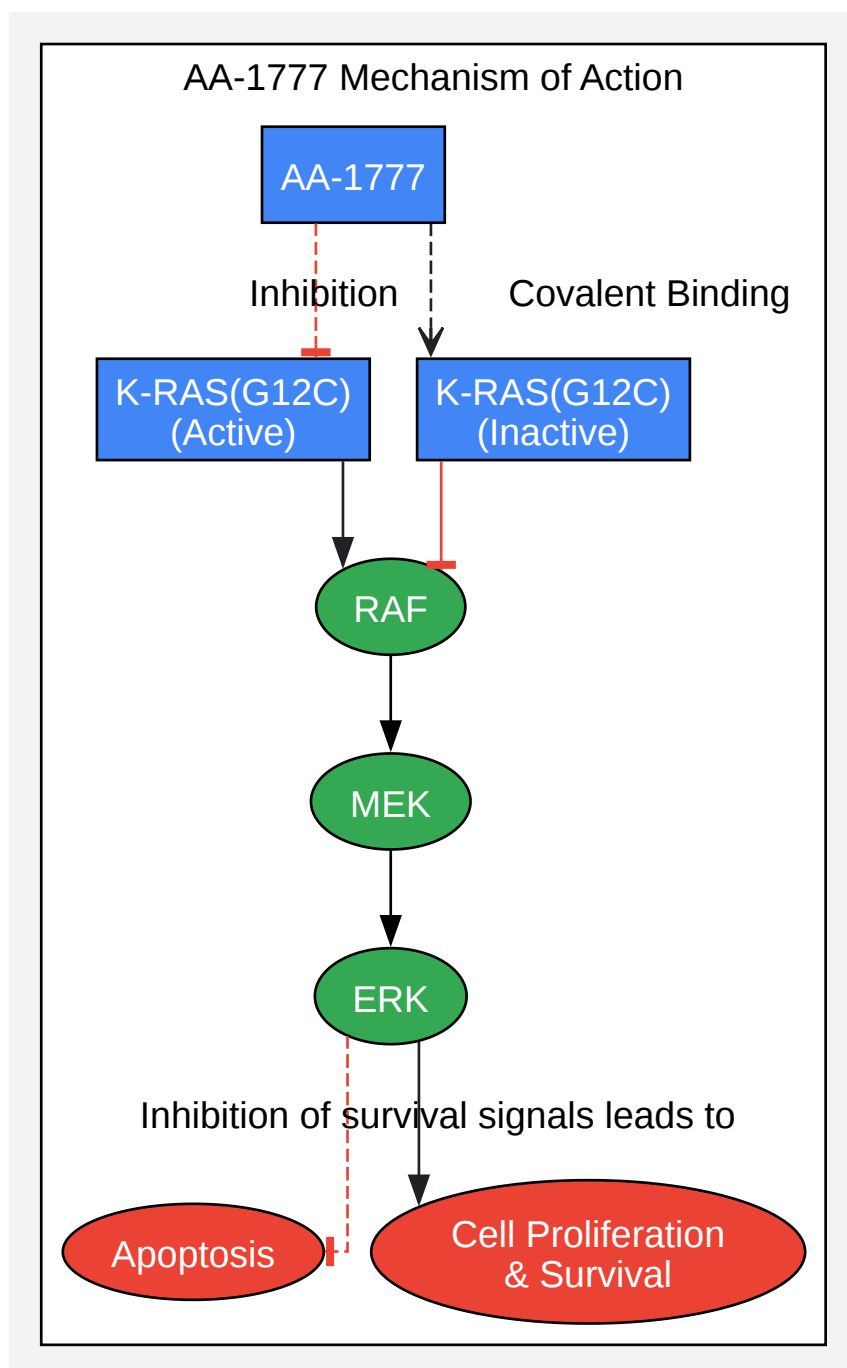 AA-1777 Mechanism of Action
AA-1777
Inhibition
Covalent Binding
K-RAS(G12C)
(Active)
K-RAS(G12C)
(Inactive)
RAF
MEK
ERK
Inhibition of survival signals leads to
Apoptosis
Cell Proliferation
& Survival